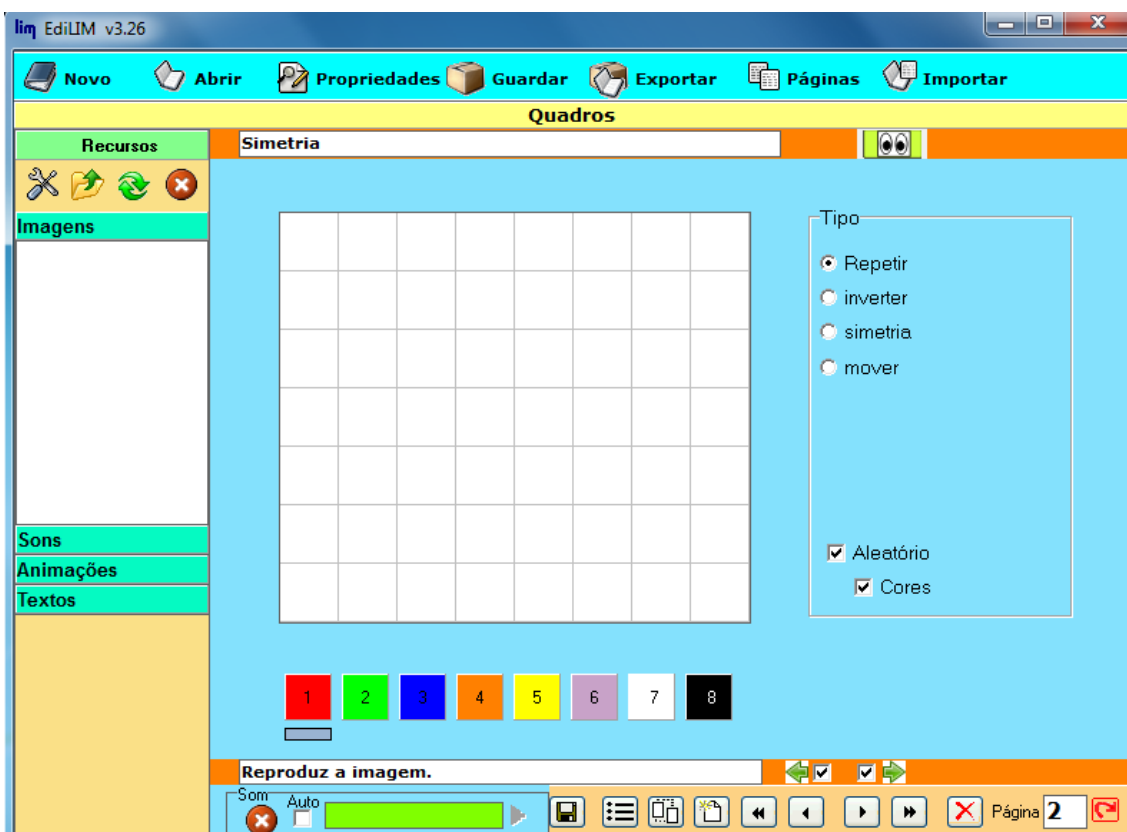 lim EdiLIM v3.26
Novo Abrir Propriedades Guardar Exportar Páginas Importar
Quadros
Recursos
Simetria
Imagens
Tipo
Repetir
inverter
simetria
mover
Sons
Animações
Textos
Aleatório
Cores
1 2 3 4 5 6 7 8
Reproduz a imagem.
Som
Auto
Página 2